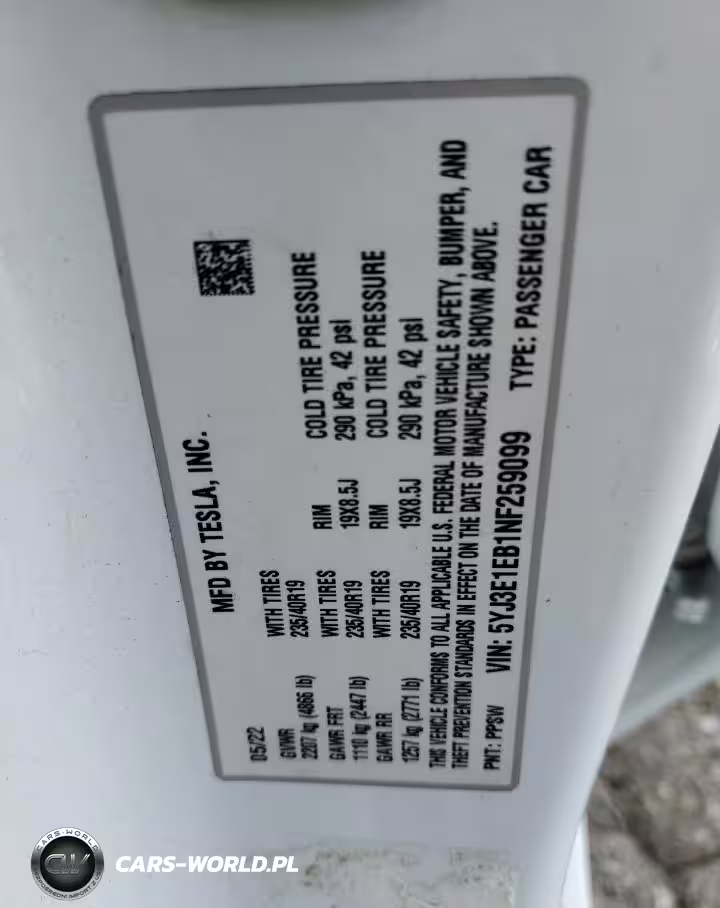 MFD BY TESLA, INC.
05/22
GVWR WITH TIRES RIM COLD TIRE PRESSURE
2207 kg (4866 lb) 235/40R19 19X8.5J 290 kPa, 42 psi
GAWR FRT WITH TIRES RIM COLD TIRE PRESSURE
1110 kg (2447 lb) 235/40R19 19X8.5J 290 kPa, 42 psi
GAWR RR WITH TIRES
1257 kg (2771 lb) 235/40R19
THIS VEHICLE CONFORMS TO ALL APPLICABLE U.S. FEDERAL MOTOR VEHICLE SAFETY, BUMPER, AND
THEFT PREVENTION STANDARDS IN EFFECT ON THE DATE OF MANUFACTURE SHOWN ABOVE.
PNT: PPSW VIN: 5YJ3E1EB1NF259099 TYPE: PASSENGER CAR
CARS-WORLD
CW
CARS-WORLD.PL